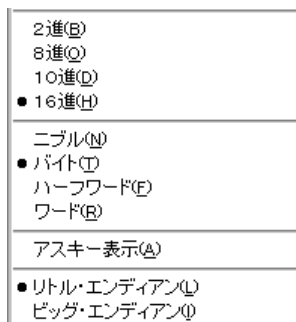 2進(B)
8進(O)
10進(D)
● 16進(H)
ニブル(N)
● バイト(T)
ハーフワード(F)
ワード(R)
アスキー表示(A)
● リトル・エンディアン(L)
ビッグ・エンディアン(I)